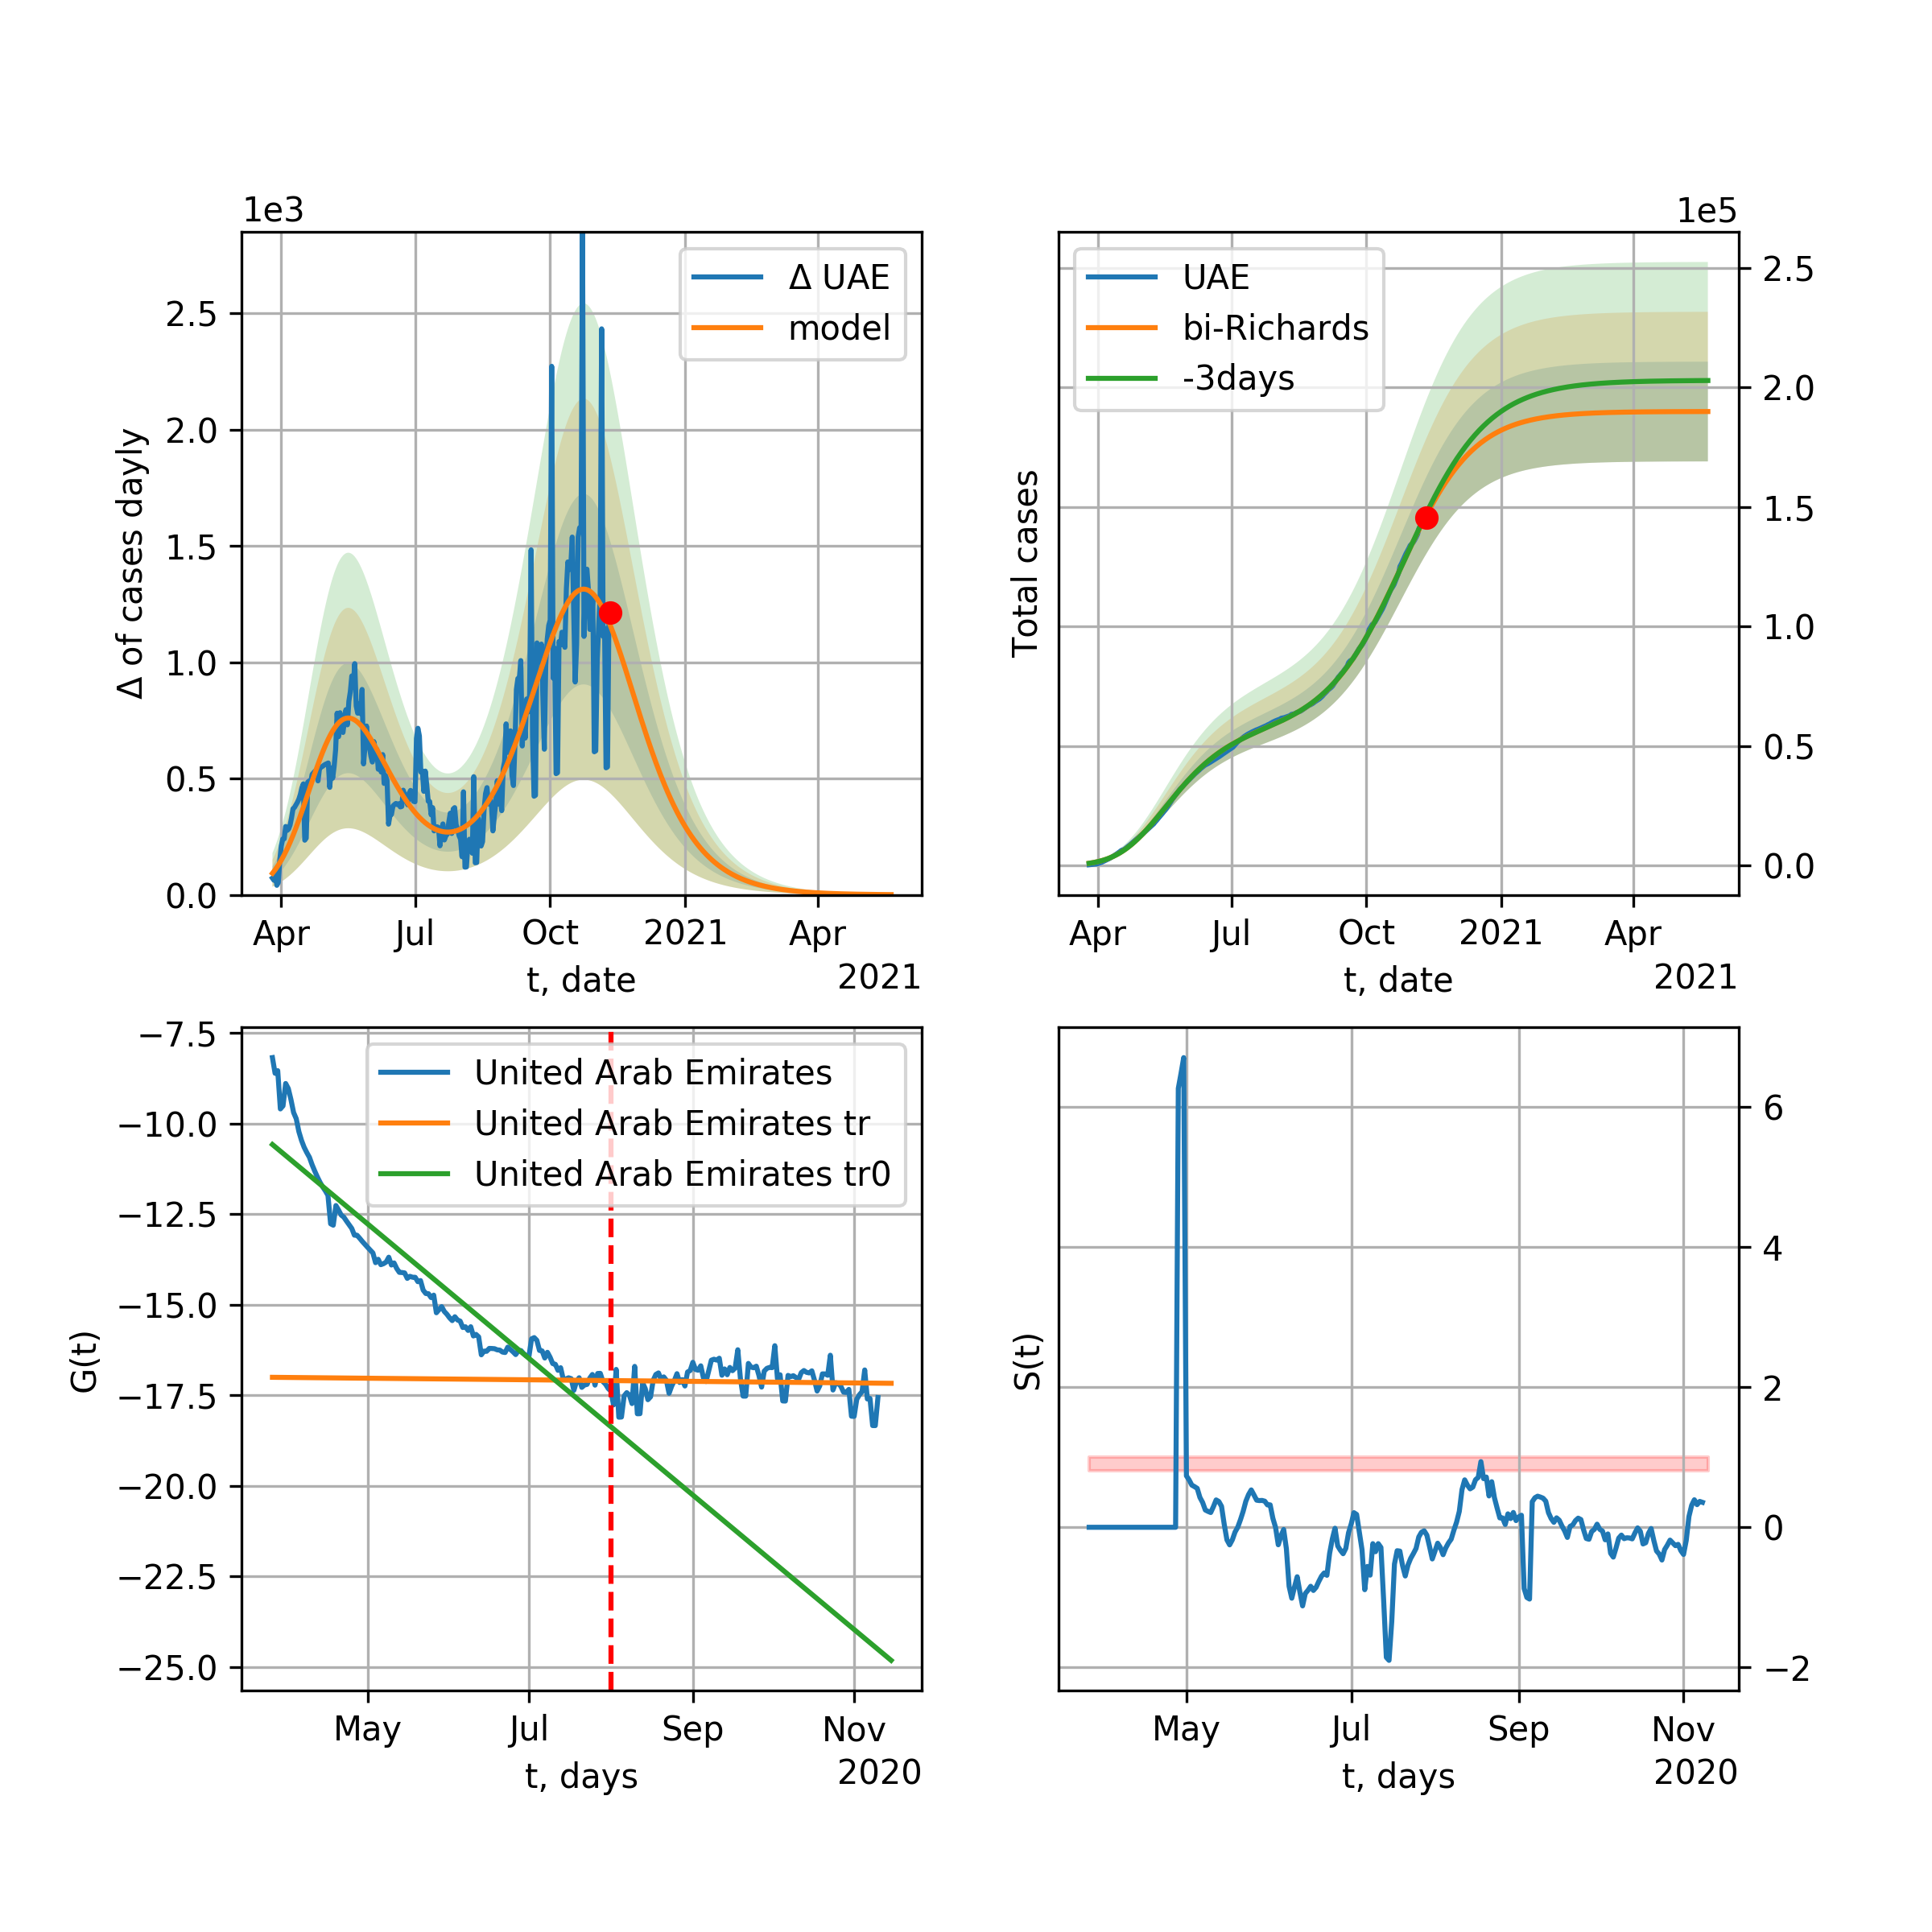 1e3
Δ UAE
model
2.5
2.0
1.5
1.0
0.5
0.0
Δ of cases dayly
Apr
Jul
Oct
2021
Apr
t, date
2021
1e5
UAE
bi-Richards
-3days
2.5
2.0
1.5
1.0
0.5
0.0
Total cases
Apr
Jul
Oct
2021
Apr
t, date
2021
United Arab Emirates
United Arab Emirates tr
United Arab Emirates tr0
−7.5
−10.0
−12.5
−15.0
−17.5
−20.0
−22.5
−25.0
G(t)
May
Jul
Sep
Nov
t, days
2020
6
4
2
0
−2
S(t)
May
Jul
Sep
Nov
t, days
2020